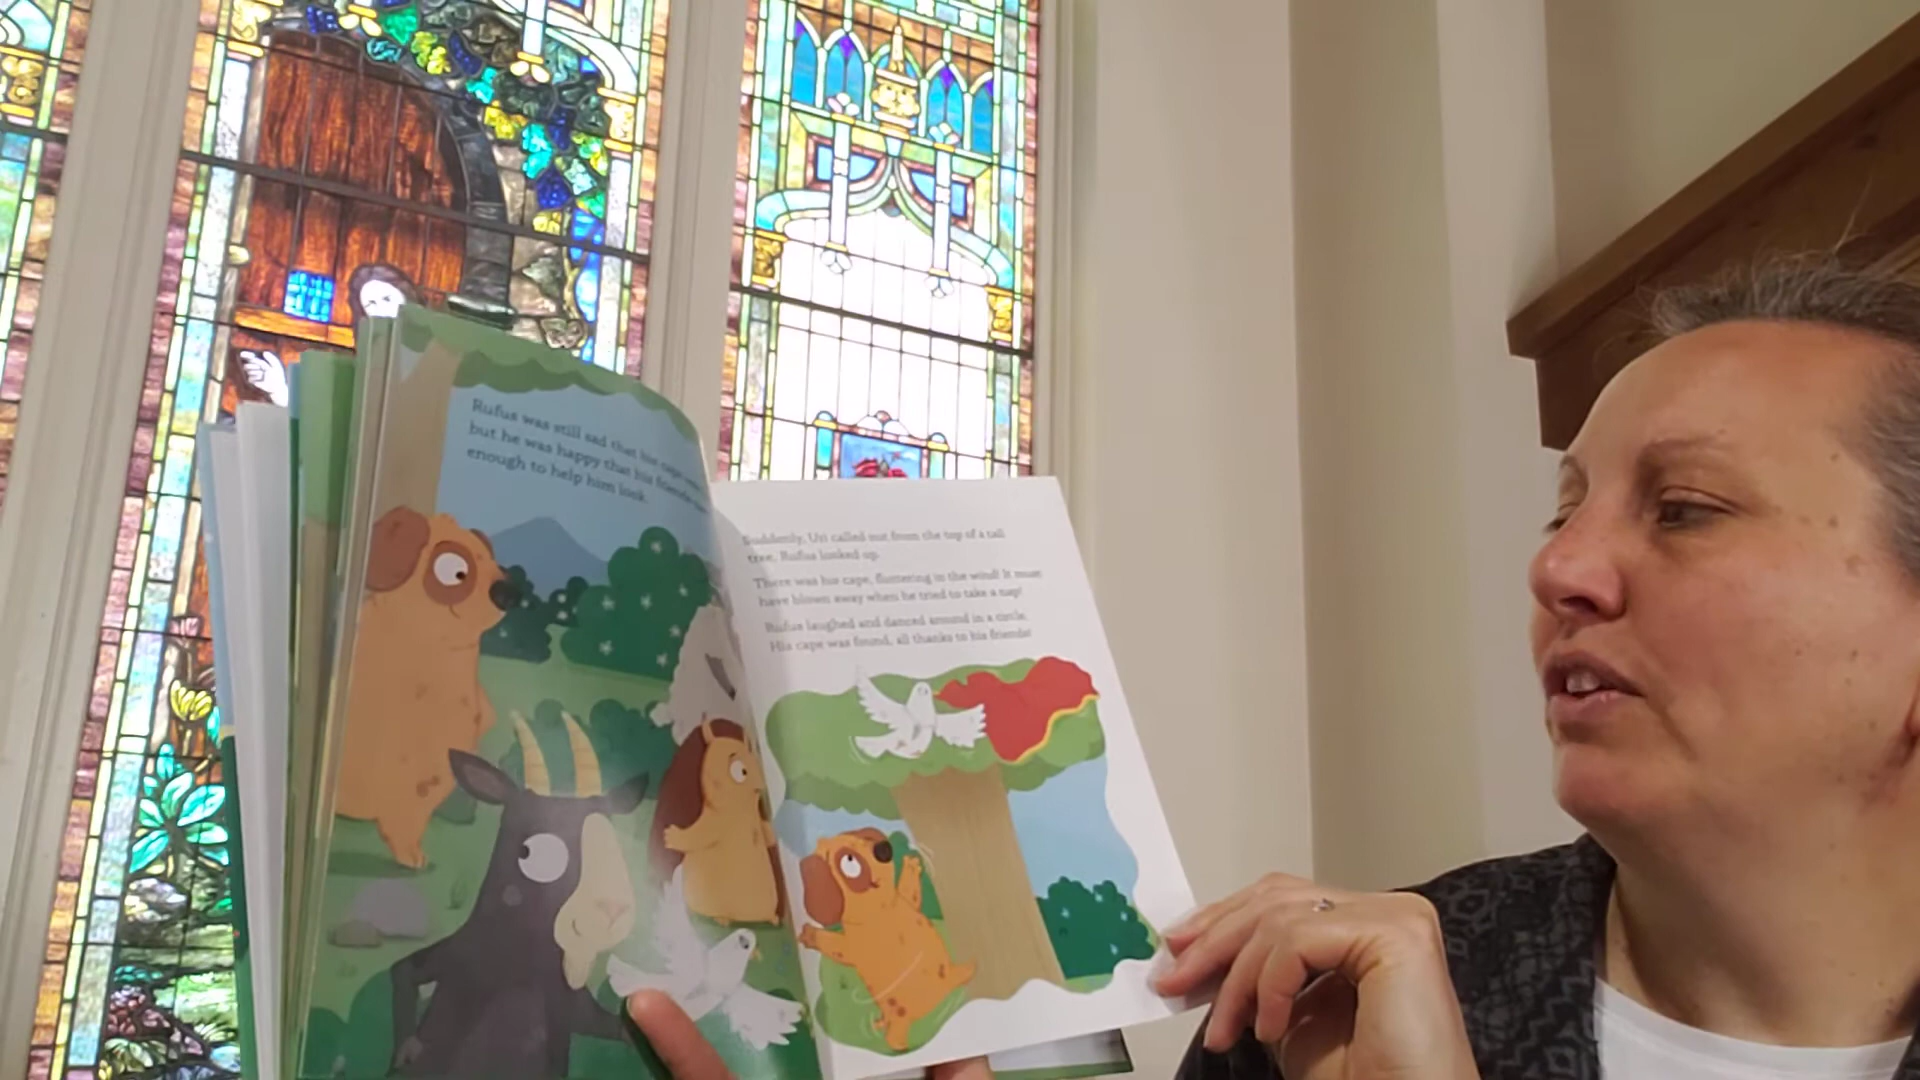 Rufus was still sad that his cape
but he was happy that his friends
enough to help him look.
Suddenly, Uri called out from the top of a tall
tree. Rufus looked up.
There was his cape, fluttering in the wind! It must
have blown away when he tried to take a nap!
Rufus laughed and danced around in a circle.
His cape was found, all thanks to his friends!